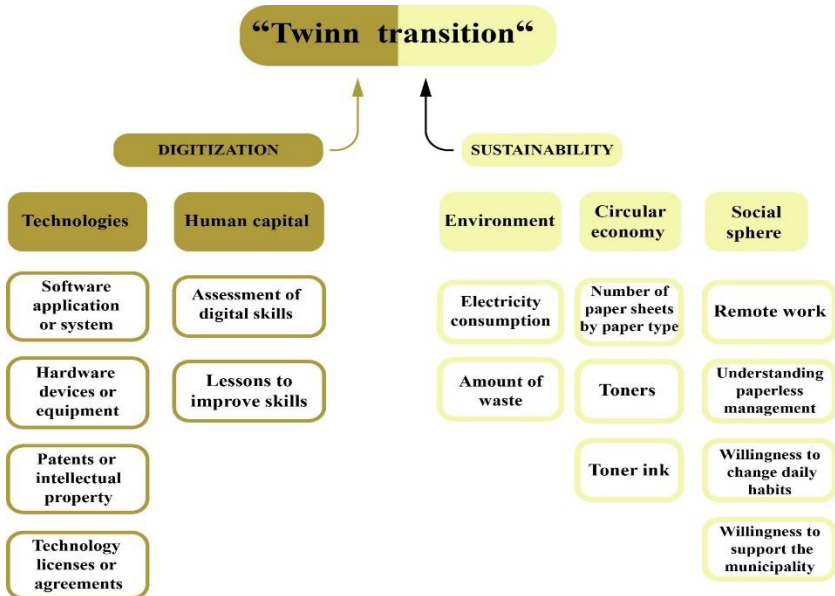 “Twinn transition“
DIGITIZATION
SUSTAINABILITY
Technologies
Human capital
Environment
Circular
economy
Social
sphere
Software
application
or system
Assessment of
digital skills
Electricity
consumption
Number of
paper sheets
by paper type
Remote work
Hardware
devices or
equipment
Lessons to
improve skills
Amount of
waste
Toners
Understanding
paperless
management
Patents or
intellectual
property
Toner ink
Willingness to
change daily
habits
Technology
licenses or
agreements
Willingness to
support the
municipality